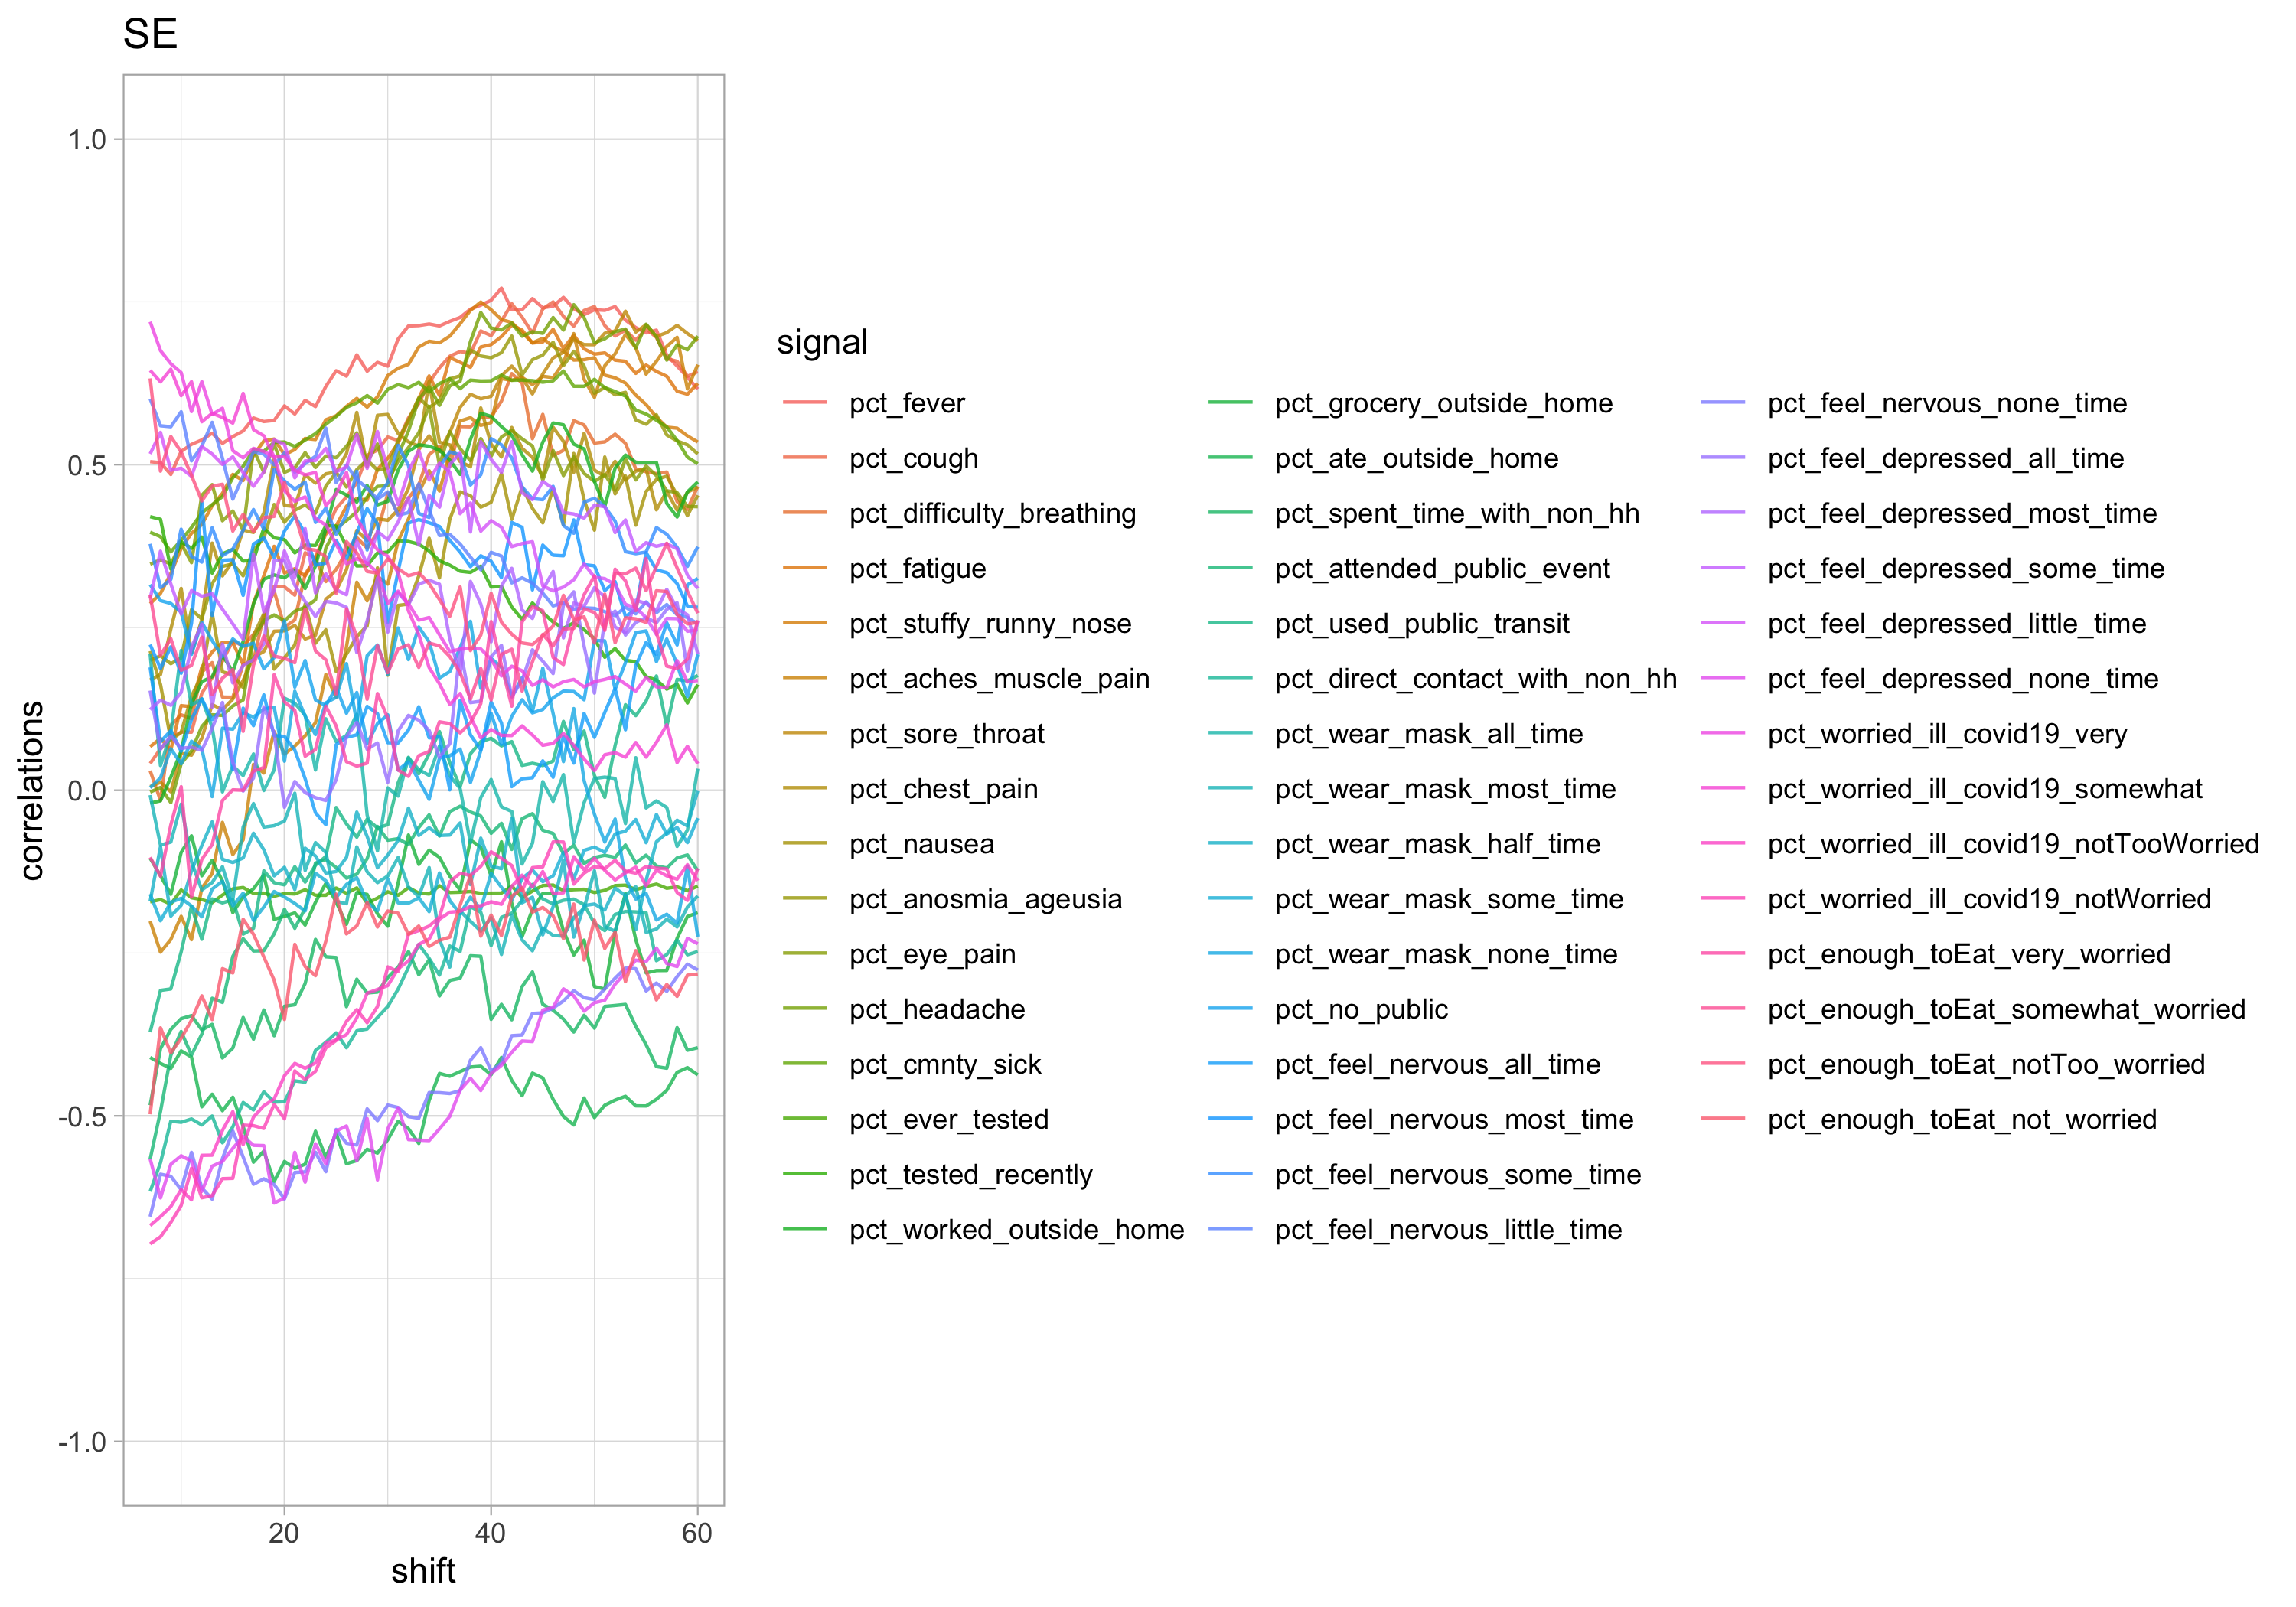 SE
correlations
1.0
0.5
0.0
-0.5
-1.0
20
40
60
shift
signal
pct_fever
pct_cough
pct_difficulty_breathing
pct_fatigue
pct_stuffy_runny_nose
pct_aches_muscle_pain
pct_sore_throat
pct_chest_pain
pct_nausea
pct_anosmia_ageusia
pct_eye_pain
pct_headache
pct_cmnty_sick
pct_ever_tested
pct_tested_recently
pct_worked_outside_home
pct_grocery_outside_home
pct_ate_outside_home
pct_spent_time_with_non_hh
pct_attended_public_event
pct_used_public_transit
pct_direct_contact_with_non_hh
pct_wear_mask_all_time
pct_wear_mask_most_time
pct_wear_mask_half_time
pct_wear_mask_some_time
pct_wear_mask_none_time
pct_no_public
pct_feel_nervous_all_time
pct_feel_nervous_most_time
pct_feel_nervous_some_time
pct_feel_nervous_little_time
pct_feel_nervous_none_time
pct_feel_depressed_all_time
pct_feel_depressed_most_time
pct_feel_depressed_some_time
pct_feel_depressed_little_time
pct_feel_depressed_none_time
pct_worried_ill_covid19_very
pct_worried_ill_covid19_somewhat
pct_worried_ill_covid19_notTooWorried
pct_worried_ill_covid19_notWorried
pct_enough_toEat_very_worried
pct_enough_toEat_somewhat_worried
pct_enough_toEat_notToo_worried
pct_enough_toEat_not_worried